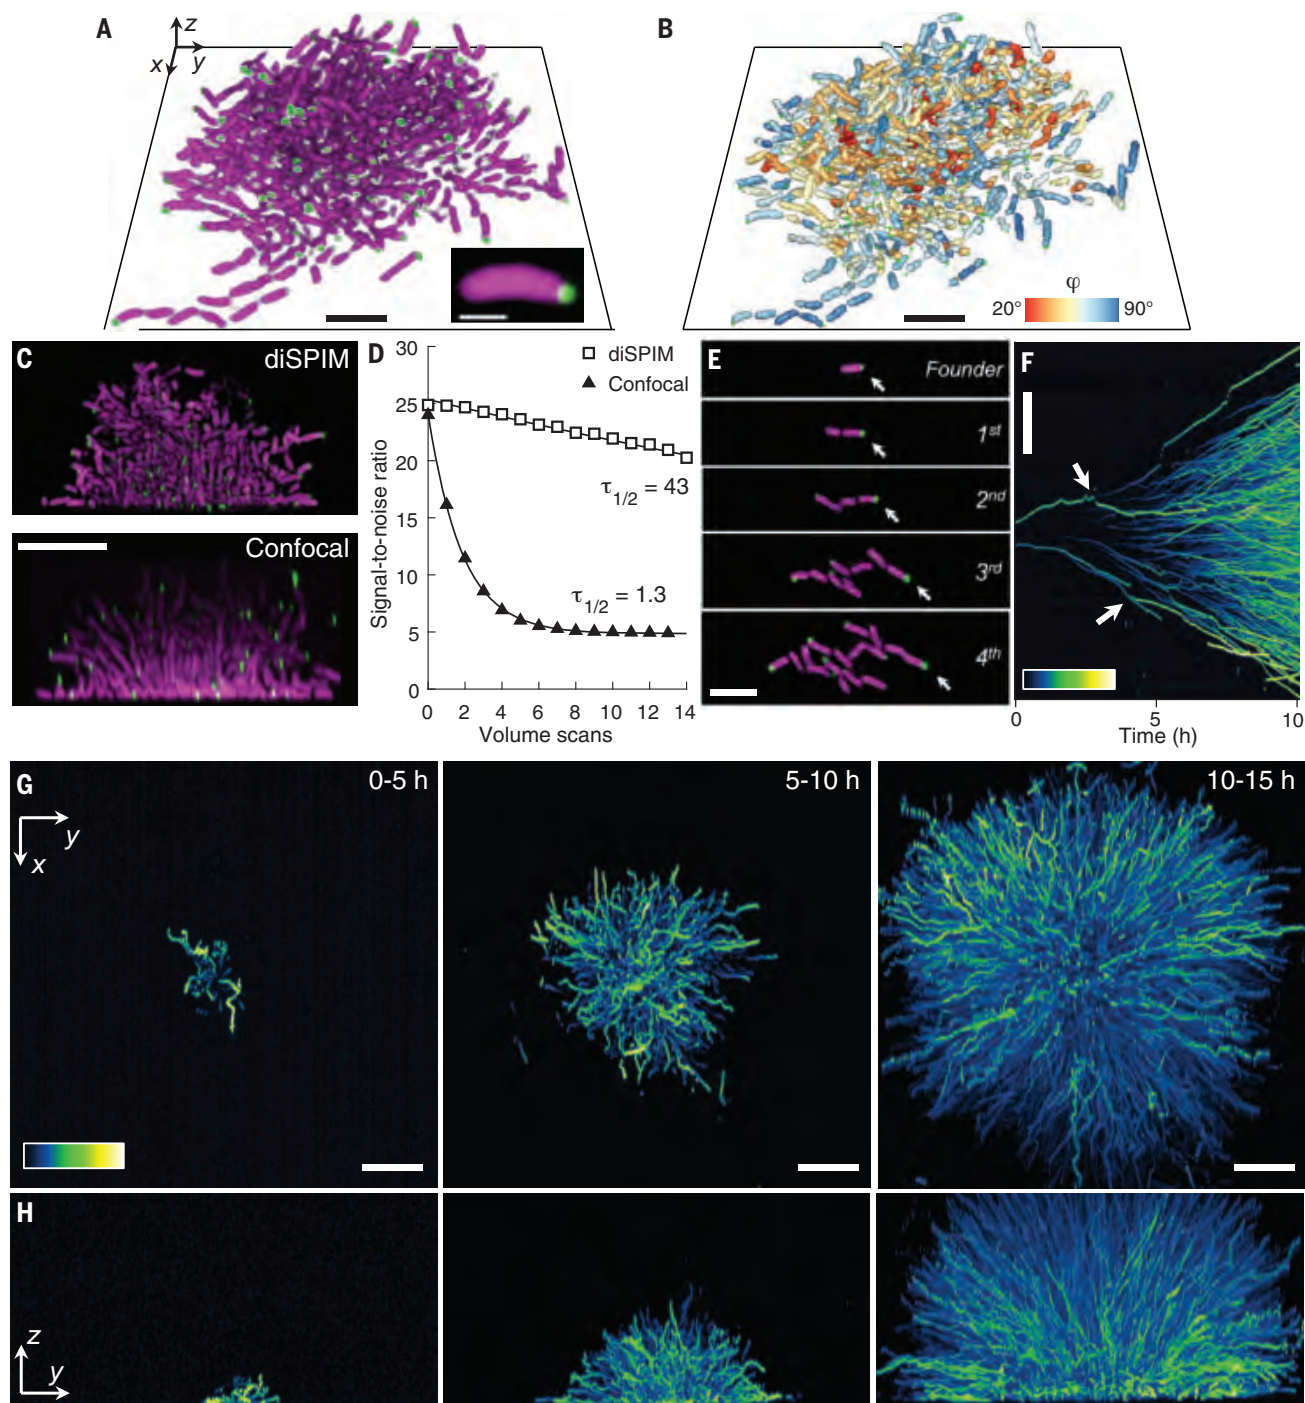 A
z
x
y
B
φ
20°
90°
C
diSPIM
Confocal
D
30
25
20
15
10
5
0
Signal-to-noise ratio
diSPIM
Confocal
τ1/2 = 43
τ1/2 = 1.3
0 2 4 6 8 10 12 14
Volume scans
E
Founder
1st
2nd
3rd
4th
F
0 5 10
Time (h)
G
0-5 h
5-10 h
10-15 h
y
x
H
z
y